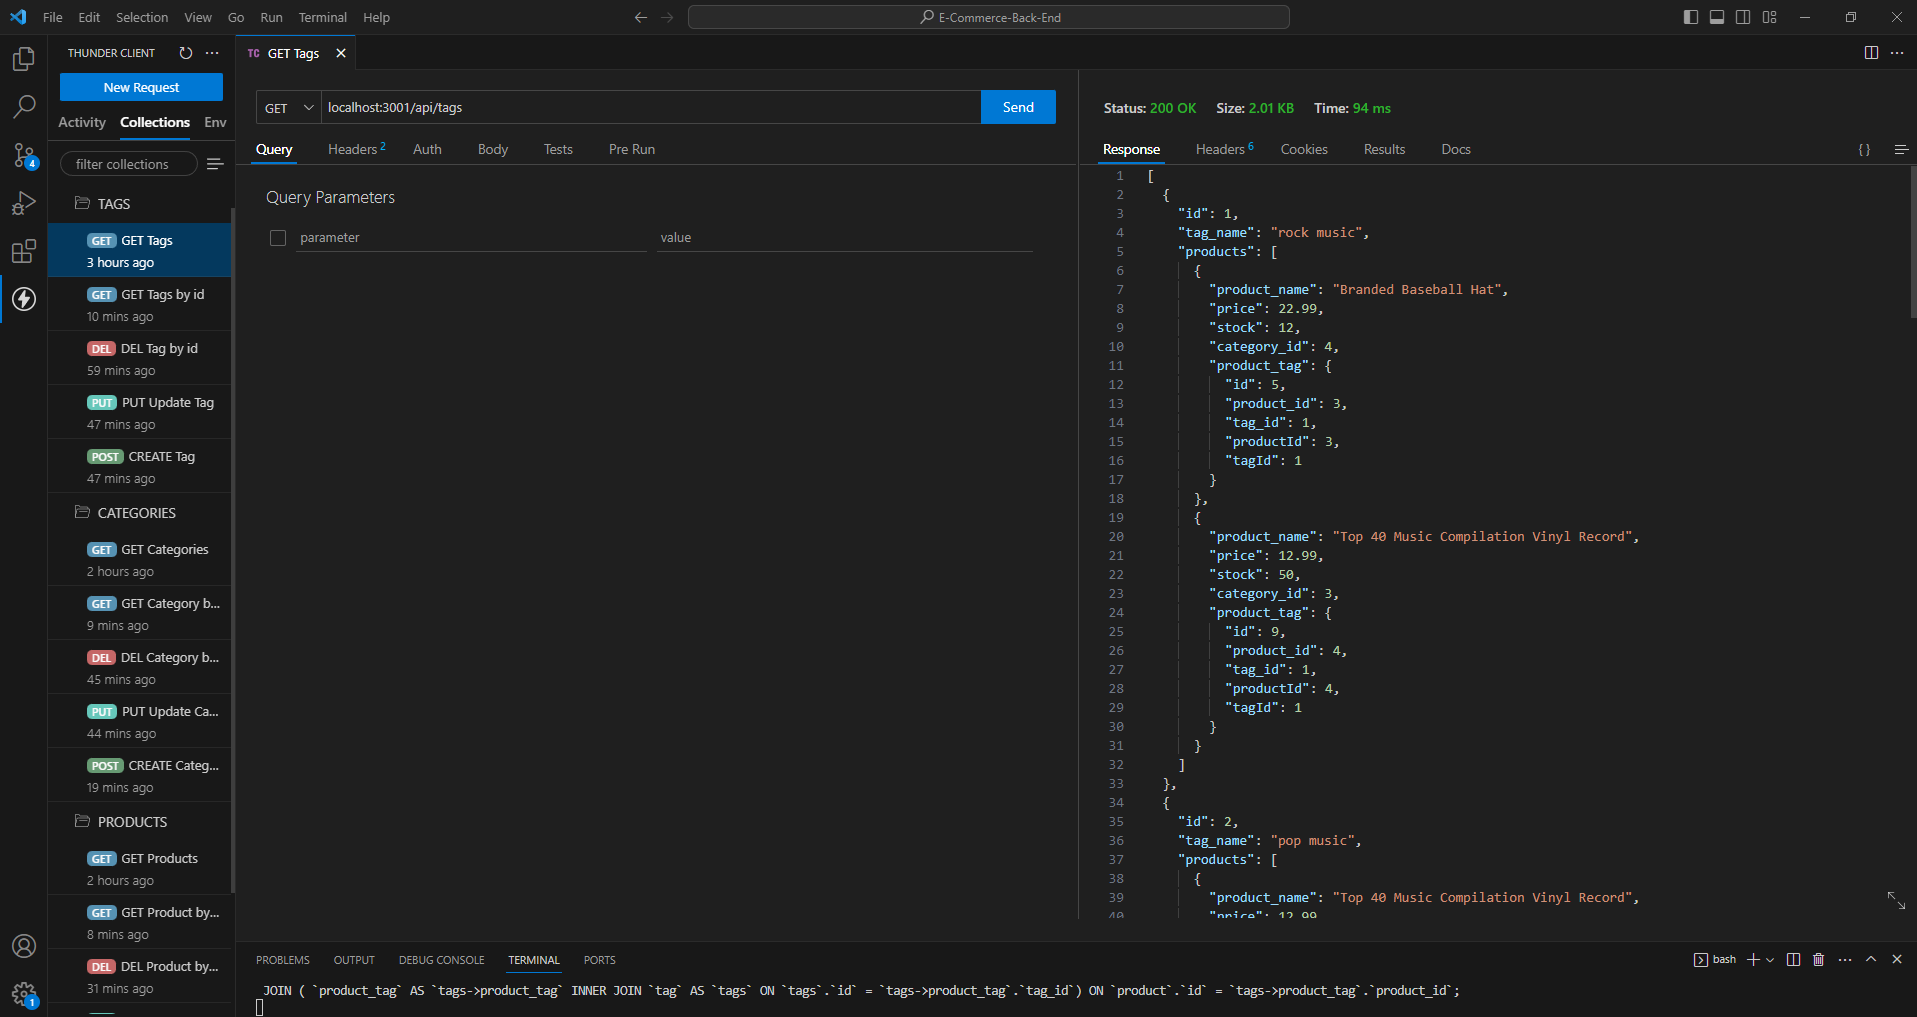 File Edit Selection View Go Run Terminal Help
E-Commerce-Back-End
THUNDER CLIENT
New Request
Activity Collections Env
filter collections
TAGS
GET GET Tags
3 hours ago
GET GET Tags by id
10 mins ago
DEL DEL Tag by id
59 mins ago
PUT PUT Update Tag
47 mins ago
POST CREATE Tag
47 mins ago
CATEGORIES
GET GET Categories
2 hours ago
GET GET Category b...
9 mins ago
DEL DEL Category b...
45 mins ago
PUT PUT Update Ca...
44 mins ago
POST CREATE Categ...
19 mins ago
PRODUCTS
GET GET Products
2 hours ago
GET GET Product by...
8 mins ago
DEL DEL Product by...
31 mins ago
4
1
TC GET Tags
GET localhost:3001/api/tags Send
Query Headers 2 Auth Body Tests Pre Run
Query Parameters
parameter value
Status: 200 OK Size: 2.01 KB Time: 94 ms
Response Headers 6 Cookies Results Docs { }
1 [
2 {
3 "id": 1,
4 "tag_name": "rock music",
5 "products": [
6 {
7 "product_name": "Branded Baseball Hat",
8 "price": 22.99,
9 "stock": 12,
10 "category_id": 4,
11 "product_tag": {
12 "id": 5,
13 "product_id": 3,
14 "tag_id": 1,
15 "productId": 3,
16 "tagId": 1
17 }
18 },
19 {
20 "product_name": "Top 40 Music Compilation Vinyl Record",
21 "price": 12.99,
22 "stock": 50,
23 "category_id": 3,
24 "product_tag": {
25 "id": 9,
26 "product_id": 4,
27 "tag_id": 1,
28 "productId": 4,
29 "tagId": 1
30 }
31 }
32 ]
33 },
34 {
35 "id": 2,
36 "tag_name": "pop music",
37 "products": [
38 {
39 "product_name": "Top 40 Music Compilation Vinyl Record",
40 "price": 12.99
PROBLEMS OUTPUT DEBUG CONSOLE TERMINAL PORTS
bash
JOIN ( `product_tag` AS `tags->product_tag` INNER JOIN `tag` AS `tags` ON `tags`.`id` = `tags->product_tag`.`tag_id`) ON `product`.`id` = `tags->product_tag`.`product_id`;